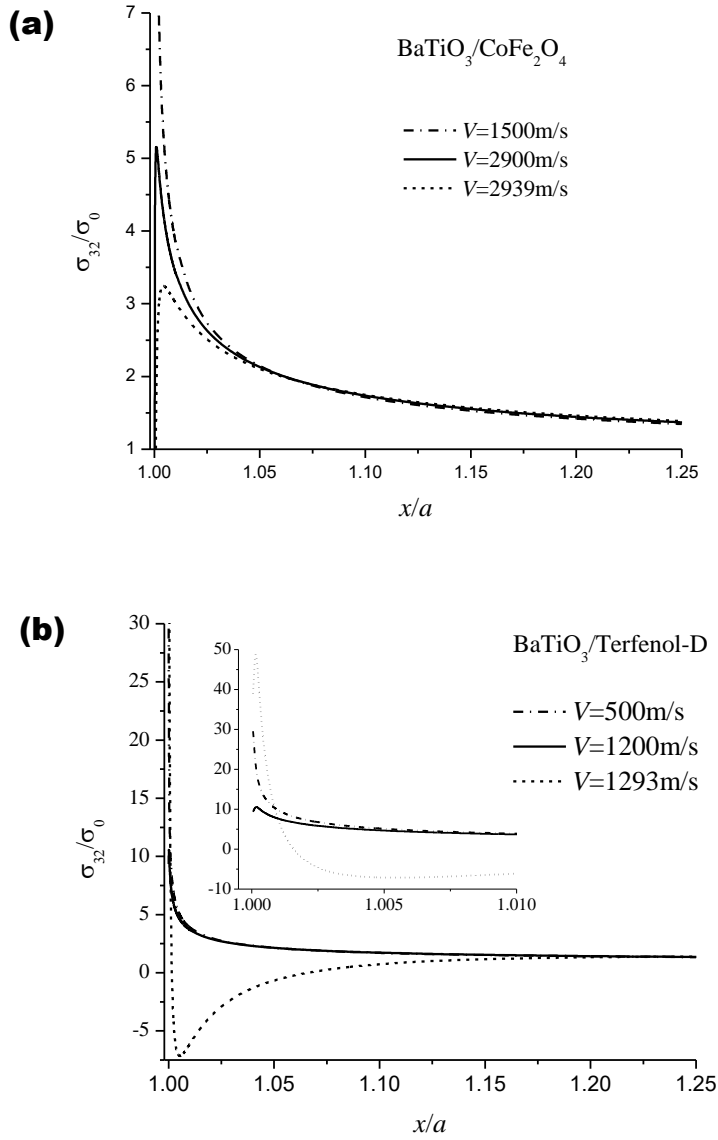 (a)
BaTiO₃/CoFe₂O₄
V=1500m/s
V=2900m/s
V=2939m/s
7
6
5
4
3
2
1
σ₃₂/σ₀
1.00 1.05 1.10 1.15 1.20 1.25
x/a
(b)
BaTiO₃/Terfenol-D
V=500m/s
V=1200m/s
V=1293m/s
30
25
20
15
10
5
0
-5
σ₃₂/σ₀
50
40
30
20
10
0
-10
1.000 1.005 1.010
1.00 1.05 1.10 1.15 1.20 1.25
x/a